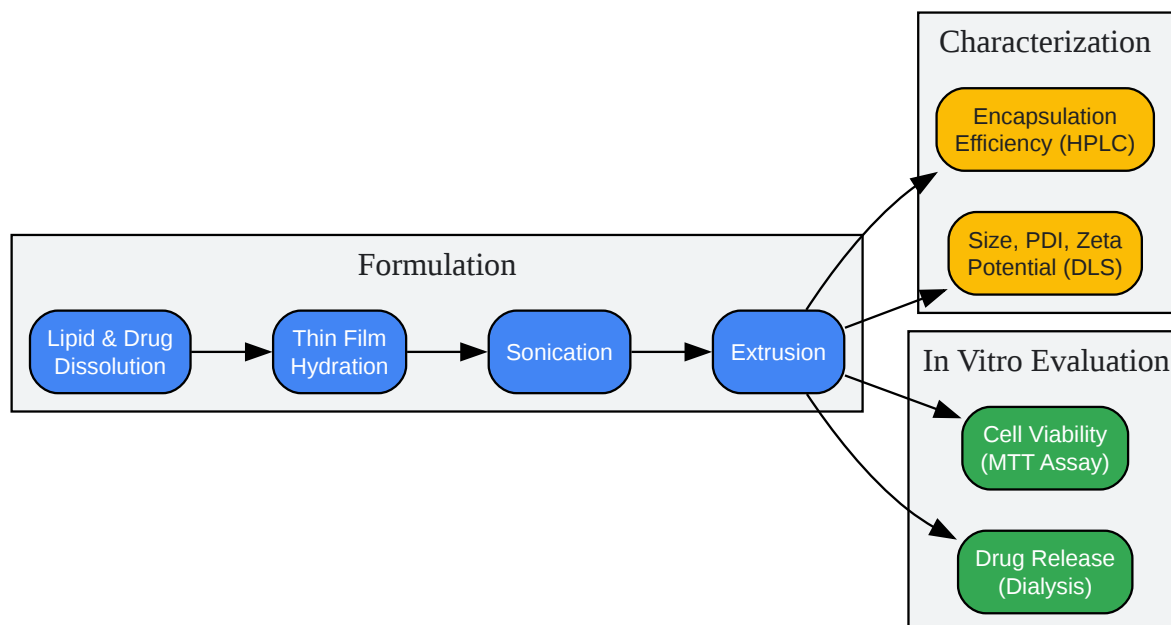 Formulation
Lipid & Drug
Dissolution
Thin Film
Hydration
Sonication
Extrusion
Characterization
Encapsulation
Efficiency (HPLC)
Size, PDI, Zeta
Potential (DLS)
In Vitro Evaluation
Cell Viability
(MTT Assay)
Drug Release
(Dialysis)